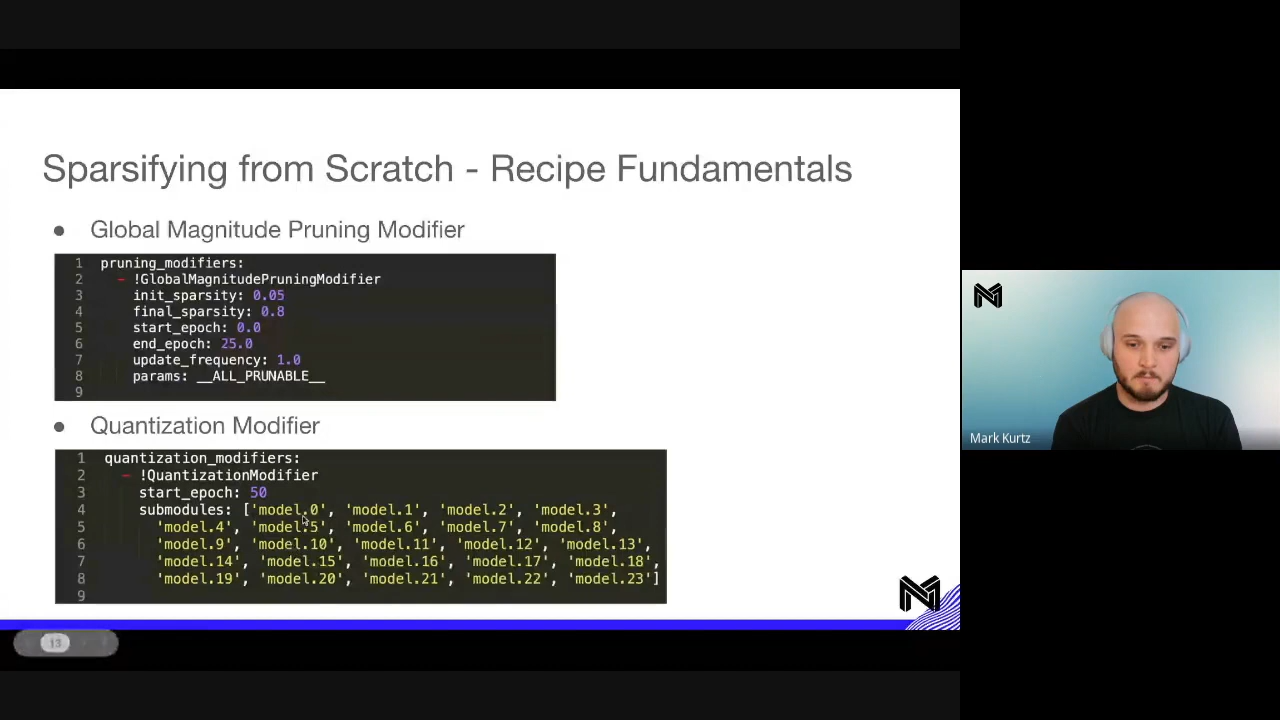 Sparsifying from Scratch - Recipe Fundamentals
● Global Magnitude Pruning Modifier
1 pruning_modifiers:
2 - !GlobalMagnitudePruningModifier
3 init_sparsity: 0.05
4 final_sparsity: 0.8
5 start_epoch: 0.0
6 end_epoch: 25.0
7 update_frequency: 1.0
8 params: __ALL_PRUNABLE__
9
● Quantization Modifier
1 quantization_modifiers:
2 - !QuantizationModifier
3 start_epoch: 50
4 submodules: ['model.0', 'model.1', 'model.2', 'model.3',
5 'model.4', 'model.5', 'model.6', 'model.7', 'model.8',
6 'model.9', 'model.10', 'model.11', 'model.12', 'model.13',
7 'model.14', 'model.15', 'model.16', 'model.17', 'model.18',
8 'model.19', 'model.20', 'model.21', 'model.22', 'model.23']
9
13
Mark Kurtz